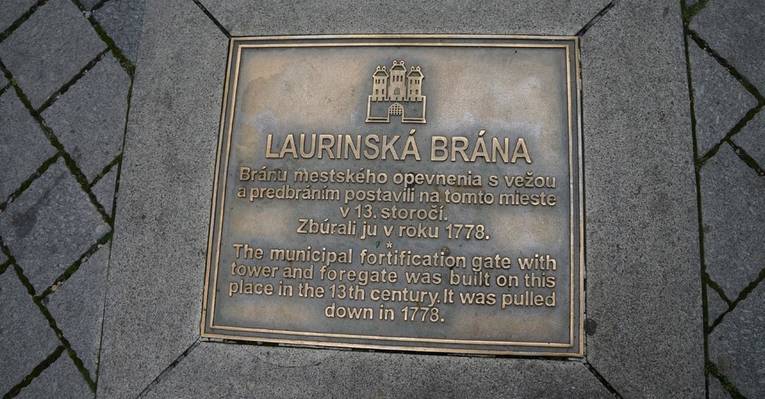 LAURINSKÁ BRÁNA
Bránu mestského opevnenia s vežou
a predbráním postavili na tomto mieste
v 13. storočí.
Zbúrali ju v roku 1778.
*
The municipal fortification gate with
tower and foregate was built on this
place in the 13th century. It was pulled
down in 1778.